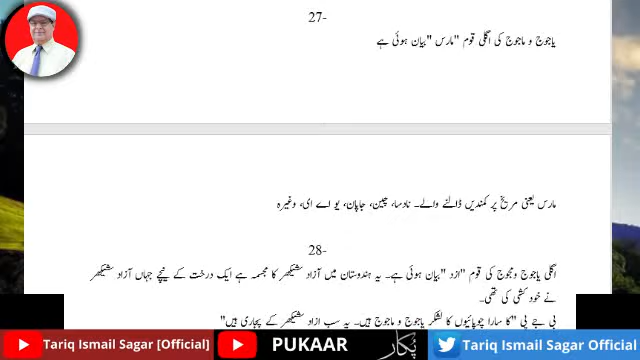 27-
یاجوج و ماجوج کی اگلی قوم "مارس "بیان ہوئی ہے
مارس یعنی مریخ پر کمندیں ڈالنے والے۔ نادسا، چین، جاپان، یو اے ای، وغیرہ
28-
اگلی یاجوج ومجوج کی قوم "ازد "بیان ہوئی ہے۔ یہ ہندوستان میں آزاد شیکھر کا مجسمہ ہے ایک درخت کے نیچے جہاں آزاد شیکھر
نے خود کشی کی تھی۔
بی جے پی "کا سارا چوپائیوں کا لشکر یاجوج و ماجوج ہیں۔ یہ سب ازاد شیکھر کے پجاری ہیں"
Tariq Ismail Sagar [Official]
PUKAAR
پکار
Tariq Ismail Sagar Official